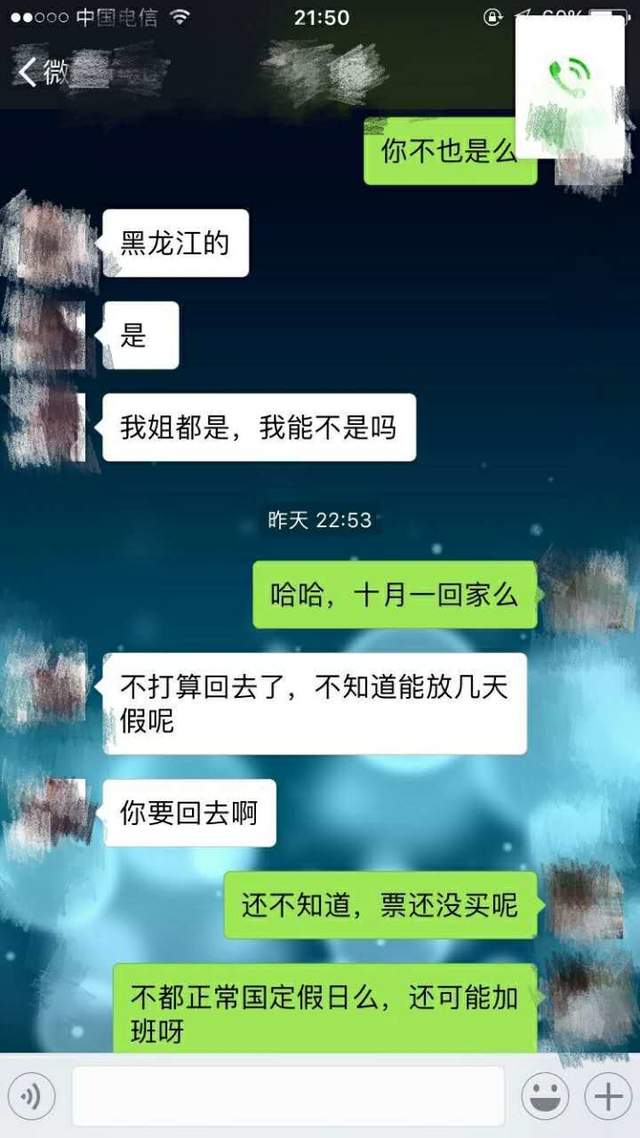 中国电信
21:50
微
你不也是么
黑龙江的
是
我姐都是，我能不是吗
昨天 22:53
哈哈，十月一回家么
不打算回去了，不知道能放几天
假呢
你要回去啊
还不知道，票还没买呢
不都正常国定假日么，还可能加
班呀